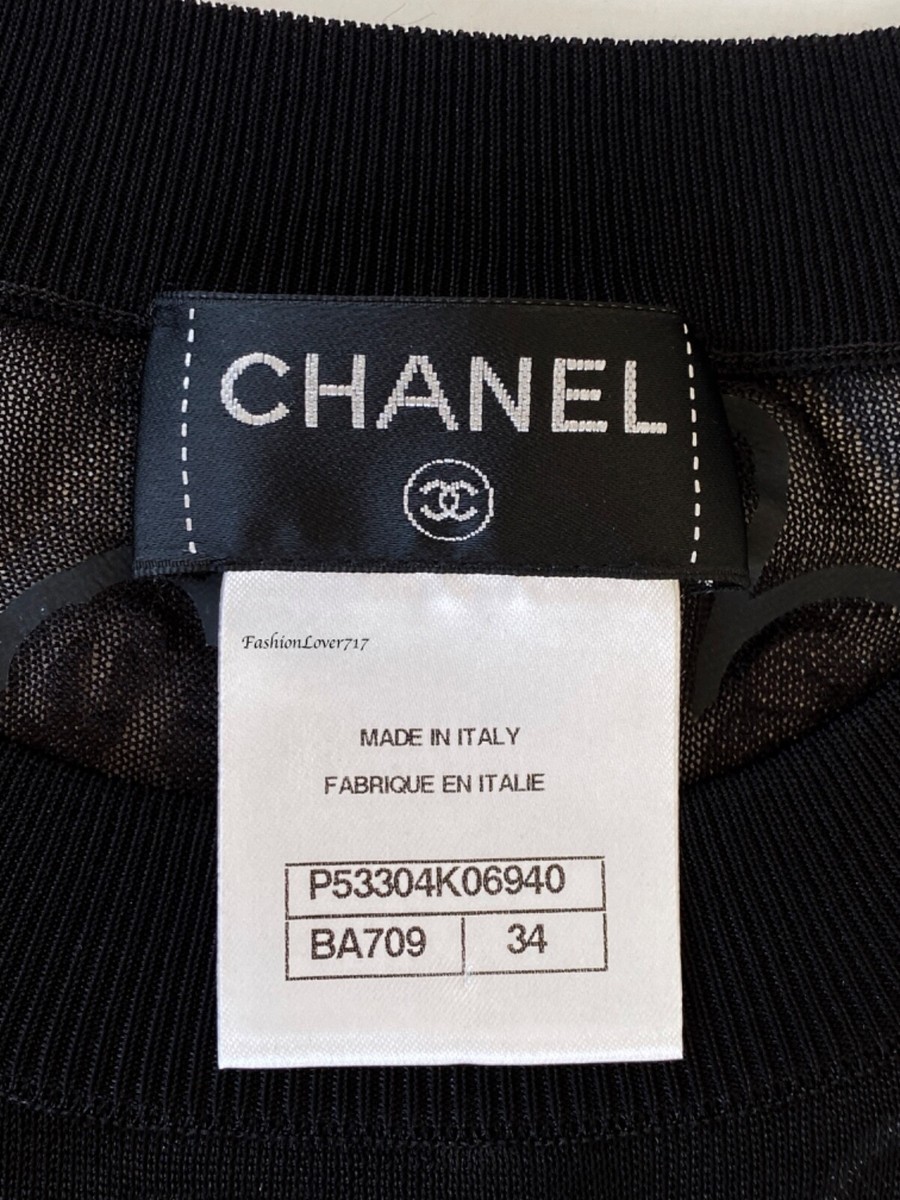 CHANEL
FashionLover717
MADE IN ITALY
FABRIQUE EN ITALIE
P53304K06940
BA709 34